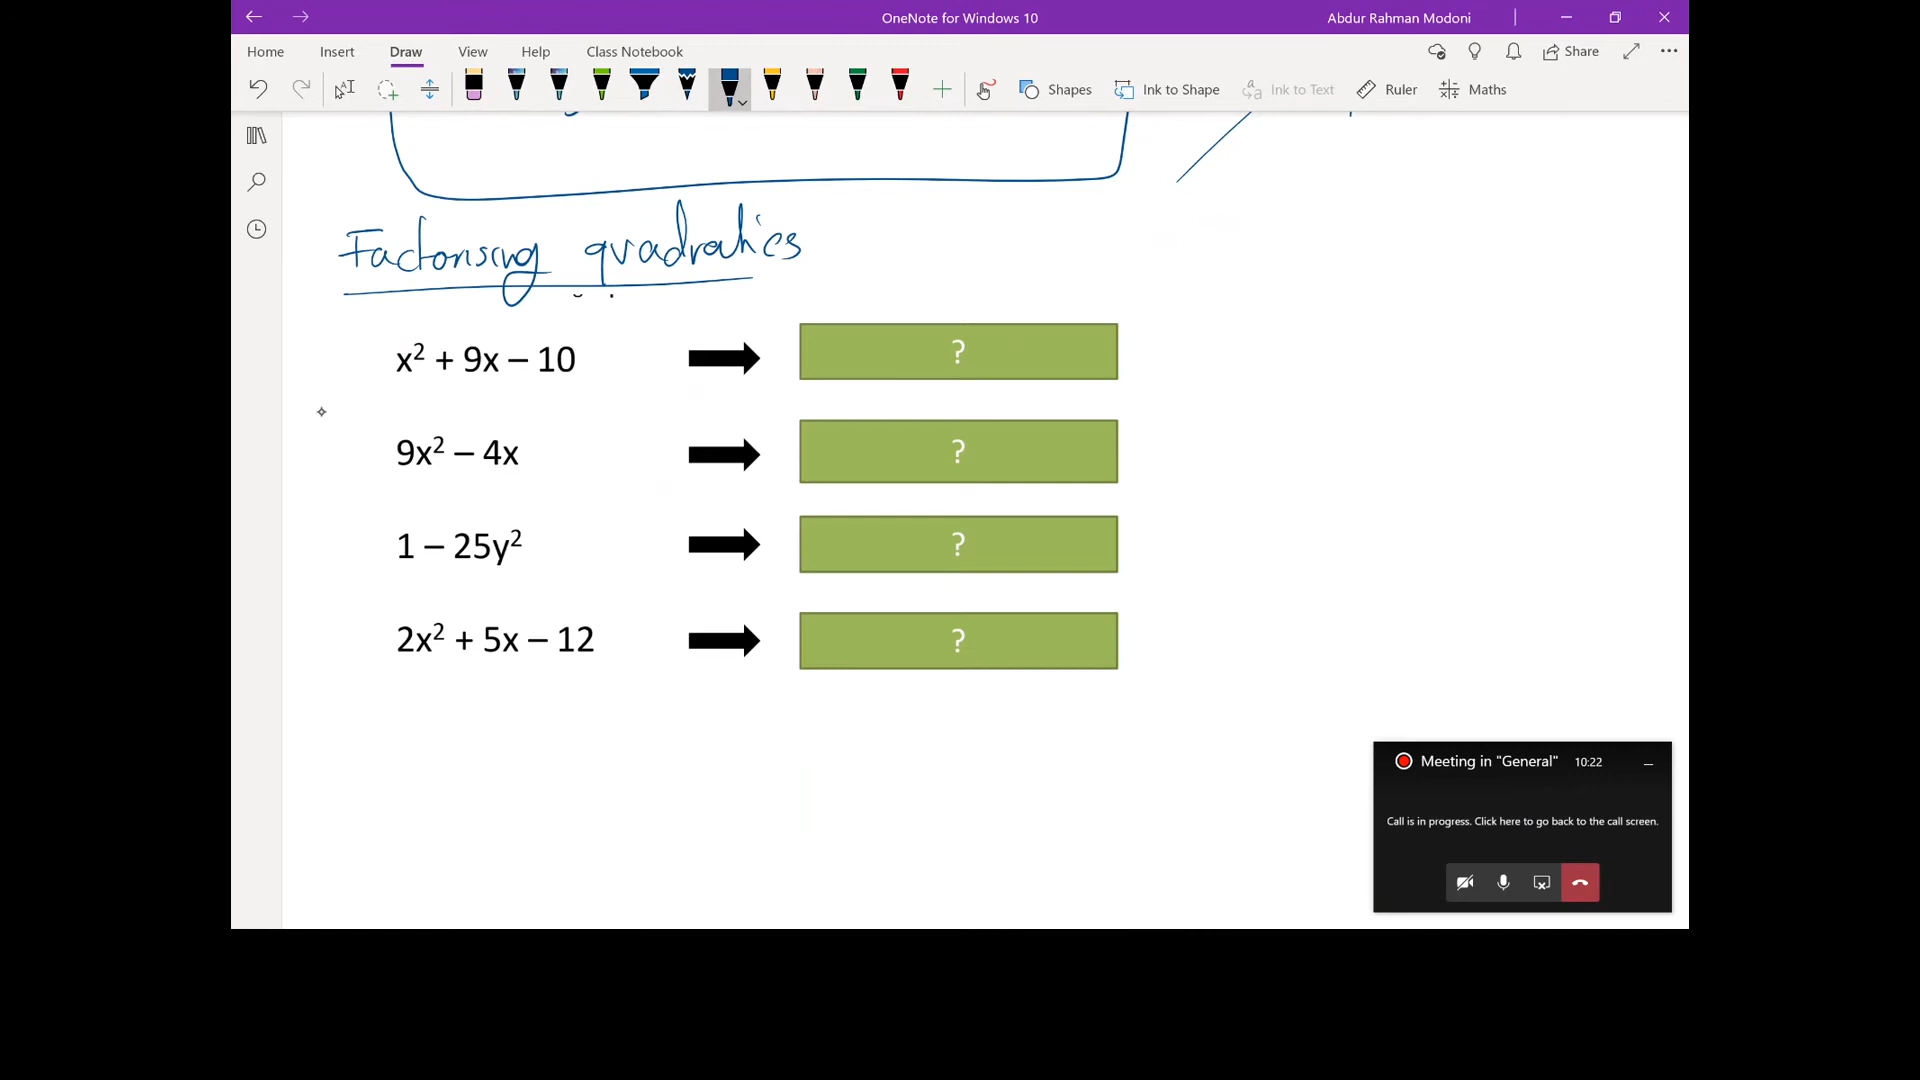 OneNote for Windows 10
Abdur Rahman Modoni
Home Insert Draw View Help Class Notebook
Share
Shapes Ink to Shape Ink to Text Ruler Maths
Factorising quadratics
x² + 9x – 10 ?
9x² – 4x ?
1 – 25y² ?
2x² + 5x – 12 ?
Meeting in "General" 10:22
Call is in progress. Click here to go back to the call screen.